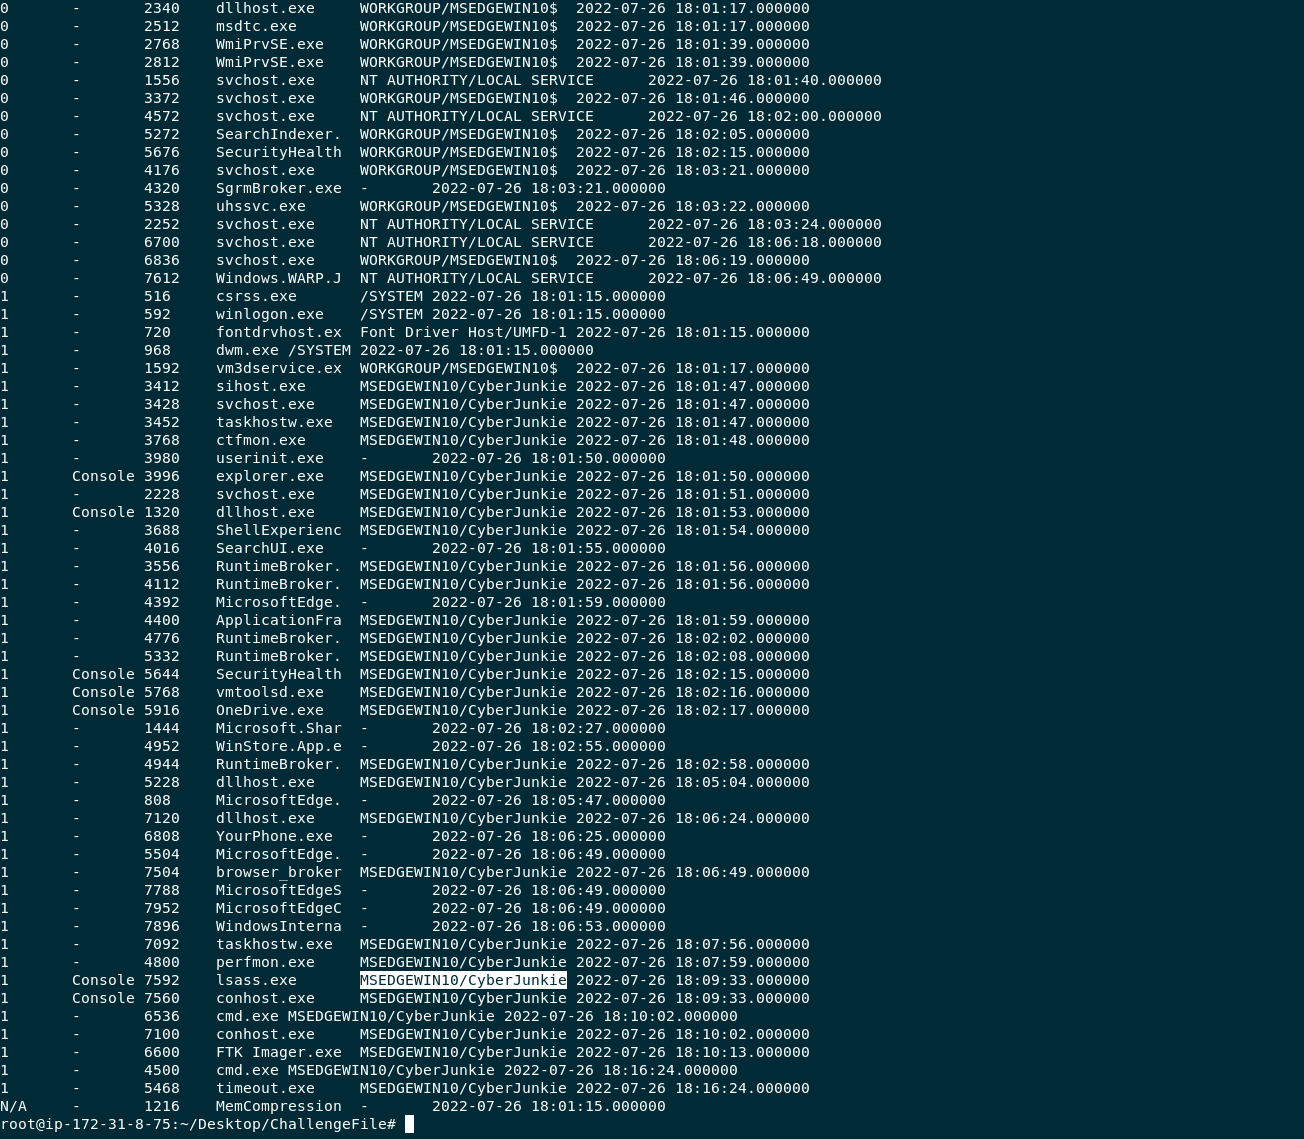 0       -       2340    dllhost.exe     WORKGROUP/MSEDGEWIN10$  2022-07-26 18:01:17.000000
0       -       2512    msdtc.exe       WORKGROUP/MSEDGEWIN10$  2022-07-26 18:01:17.000000
0       -       2768    WmiPrvSE.exe    WORKGROUP/MSEDGEWIN10$  2022-07-26 18:01:39.000000
0       -       2812    WmiPrvSE.exe    WORKGROUP/MSEDGEWIN10$  2022-07-26 18:01:39.000000
0       -       1556    svchost.exe     NT AUTHORITY/LOCAL SERVICE      2022-07-26 18:01:40.000000
0       -       3372    svchost.exe     WORKGROUP/MSEDGEWIN10$  2022-07-26 18:01:46.000000
0       -       4572    svchost.exe     NT AUTHORITY/LOCAL SERVICE      2022-07-26 18:02:00.000000
0       -       5272    SearchIndexer.  WORKGROUP/MSEDGEWIN10$  2022-07-26 18:02:05.000000
0       -       5676    SecurityHealth  WORKGROUP/MSEDGEWIN10$  2022-07-26 18:02:15.000000
0       -       4176    svchost.exe     WORKGROUP/MSEDGEWIN10$  2022-07-26 18:03:21.000000
0       -       4320    SgrmBroker.exe  -       2022-07-26 18:03:21.000000
0       -       5328    uhssvc.exe      WORKGROUP/MSEDGEWIN10$  2022-07-26 18:03:22.000000
0       -       2252    svchost.exe     NT AUTHORITY/LOCAL SERVICE      2022-07-26 18:03:24.000000
0       -       6700    svchost.exe     NT AUTHORITY/LOCAL SERVICE      2022-07-26 18:06:18.000000
0       -       6836    svchost.exe     WORKGROUP/MSEDGEWIN10$  2022-07-26 18:06:19.000000
0       -       7612    Windows.WARP.J  NT AUTHORITY/LOCAL SERVICE      2022-07-26 18:06:49.000000
1       -       516     csrss.exe       /SYSTEM 2022-07-26 18:01:15.000000
1       -       592     winlogon.exe    /SYSTEM 2022-07-26 18:01:15.000000
1       -       720     fontdrvhost.ex  Font Driver Host/UMFD-1 2022-07-26 18:01:15.000000
1       -       968     dwm.exe /SYSTEM 2022-07-26 18:01:15.000000
1       -       1592    vm3dservice.ex  WORKGROUP/MSEDGEWIN10$  2022-07-26 18:01:17.000000
1       -       3412    sihost.exe      MSEDGEWIN10/CyberJunkie 2022-07-26 18:01:47.000000
1       -       3428    svchost.exe     MSEDGEWIN10/CyberJunkie 2022-07-26 18:01:47.000000
1       -       3452    taskhostw.exe   MSEDGEWIN10/CyberJunkie 2022-07-26 18:01:47.000000
1       -       3768    ctfmon.exe      MSEDGEWIN10/CyberJunkie 2022-07-26 18:01:48.000000
1       -       3980    userinit.exe    -       2022-07-26 18:01:50.000000
1       Console 3996    explorer.exe    MSEDGEWIN10/CyberJunkie 2022-07-26 18:01:50.000000
1       -       2228    svchost.exe     MSEDGEWIN10/CyberJunkie 2022-07-26 18:01:51.000000
1       Console 1320    dllhost.exe     MSEDGEWIN10/CyberJunkie 2022-07-26 18:01:53.000000
1       -       3688    ShellExperienc  MSEDGEWIN10/CyberJunkie 2022-07-26 18:01:54.000000
1       -       4016    SearchUI.exe    -       2022-07-26 18:01:55.000000
1       -       3556    RuntimeBroker.  MSEDGEWIN10/CyberJunkie 2022-07-26 18:01:56.000000
1       -       4112    RuntimeBroker.  MSEDGEWIN10/CyberJunkie 2022-07-26 18:01:56.000000
1       -       4392    MicrosoftEdge.  -       2022-07-26 18:01:59.000000
1       -       4400    ApplicationFra  MSEDGEWIN10/CyberJunkie 2022-07-26 18:01:59.000000
1       -       4776    RuntimeBroker.  MSEDGEWIN10/CyberJunkie 2022-07-26 18:02:02.000000
1       -       5332    RuntimeBroker.  MSEDGEWIN10/CyberJunkie 2022-07-26 18:02:08.000000
1       Console 5644    SecurityHealth  MSEDGEWIN10/CyberJunkie 2022-07-26 18:02:15.000000
1       Console 5768    vmtoolsd.exe    MSEDGEWIN10/CyberJunkie 2022-07-26 18:02:16.000000
1       Console 5916    OneDrive.exe    MSEDGEWIN10/CyberJunkie 2022-07-26 18:02:17.000000
1       -       1444    Microsoft.Shar  -       2022-07-26 18:02:27.000000
1       -       4952    WinStore.App.e  -       2022-07-26 18:02:55.000000
1       -       4944    RuntimeBroker.  MSEDGEWIN10/CyberJunkie 2022-07-26 18:02:58.000000
1       -       5228    dllhost.exe     MSEDGEWIN10/CyberJunkie 2022-07-26 18:05:04.000000
1       -       808     MicrosoftEdge.  -       2022-07-26 18:05:47.000000
1       -       7120    dllhost.exe     MSEDGEWIN10/CyberJunkie 2022-07-26 18:06:24.000000
1       -       6808    YourPhone.exe   -       2022-07-26 18:06:25.000000
1       -       5504    MicrosoftEdge.  -       2022-07-26 18:06:49.000000
1       -       7504    browser_broker  MSEDGEWIN10/CyberJunkie 2022-07-26 18:06:49.000000
1       -       7788    MicrosoftEdgeS  -       2022-07-26 18:06:49.000000
1       -       7952    MicrosoftEdgeC  -       2022-07-26 18:06:49.000000
1       -       7896    WindowsInterna  -       2022-07-26 18:06:53.000000
1       -       7092    taskhostw.exe   MSEDGEWIN10/CyberJunkie 2022-07-26 18:07:56.000000
1       -       4800    perfmon.exe     MSEDGEWIN10/CyberJunkie 2022-07-26 18:07:59.000000
1       Console 7592    lsass.exe       MSEDGEWIN10/CyberJunkie 2022-07-26 18:09:33.000000
1       Console 7560    conhost.exe     MSEDGEWIN10/CyberJunkie 2022-07-26 18:09:33.000000
1       -       6536    cmd.exe MSEDGEWIN10/CyberJunkie 2022-07-26 18:10:02.000000
1       -       7100    conhost.exe     MSEDGEWIN10/CyberJunkie 2022-07-26 18:10:02.000000
1       -       6600    FTK Imager.exe  MSEDGEWIN10/CyberJunkie 2022-07-26 18:10:13.000000
1       -       4500    cmd.exe MSEDGEWIN10/CyberJunkie 2022-07-26 18:16:24.000000
1       -       5468    timeout.exe     MSEDGEWIN10/CyberJunkie 2022-07-26 18:16:24.000000
N/A     -       1216    MemCompression  -       2022-07-26 18:01:15.000000
root@ip-172-31-8-75:~/Desktop/ChallengeFile#